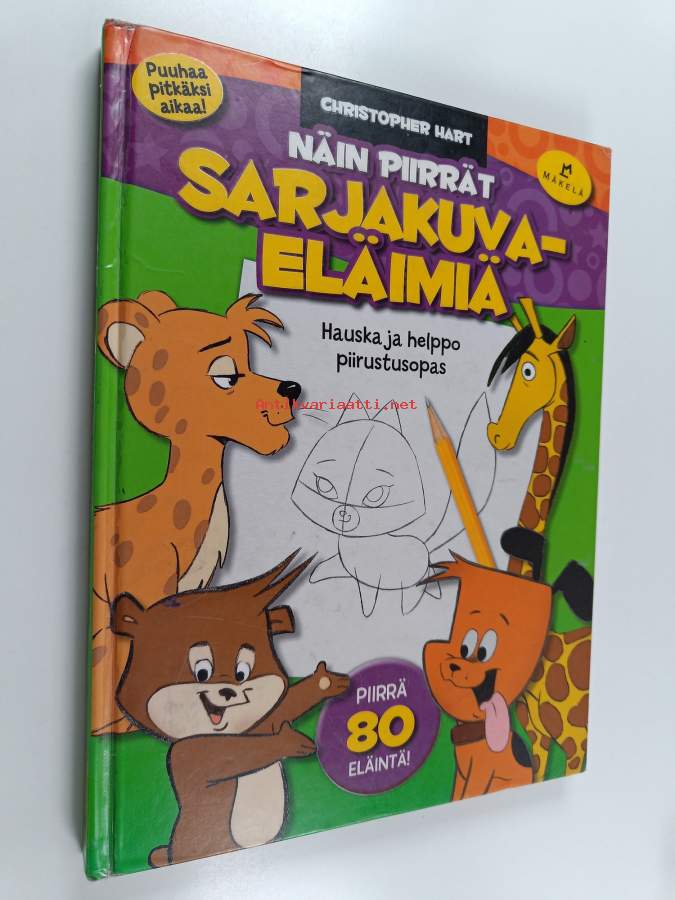 Puuhaa
pitkäksi
aikaa!
CHRISTOPHER HART
MÄKELÄ
NÄIN PIIRRÄT
SARJAKUVA-
ELÄIMIÄ
Hauska ja helppo
piirustusopas
Antikvariaatti.net
PIIRRÄ
80
ELÄINTÄ!